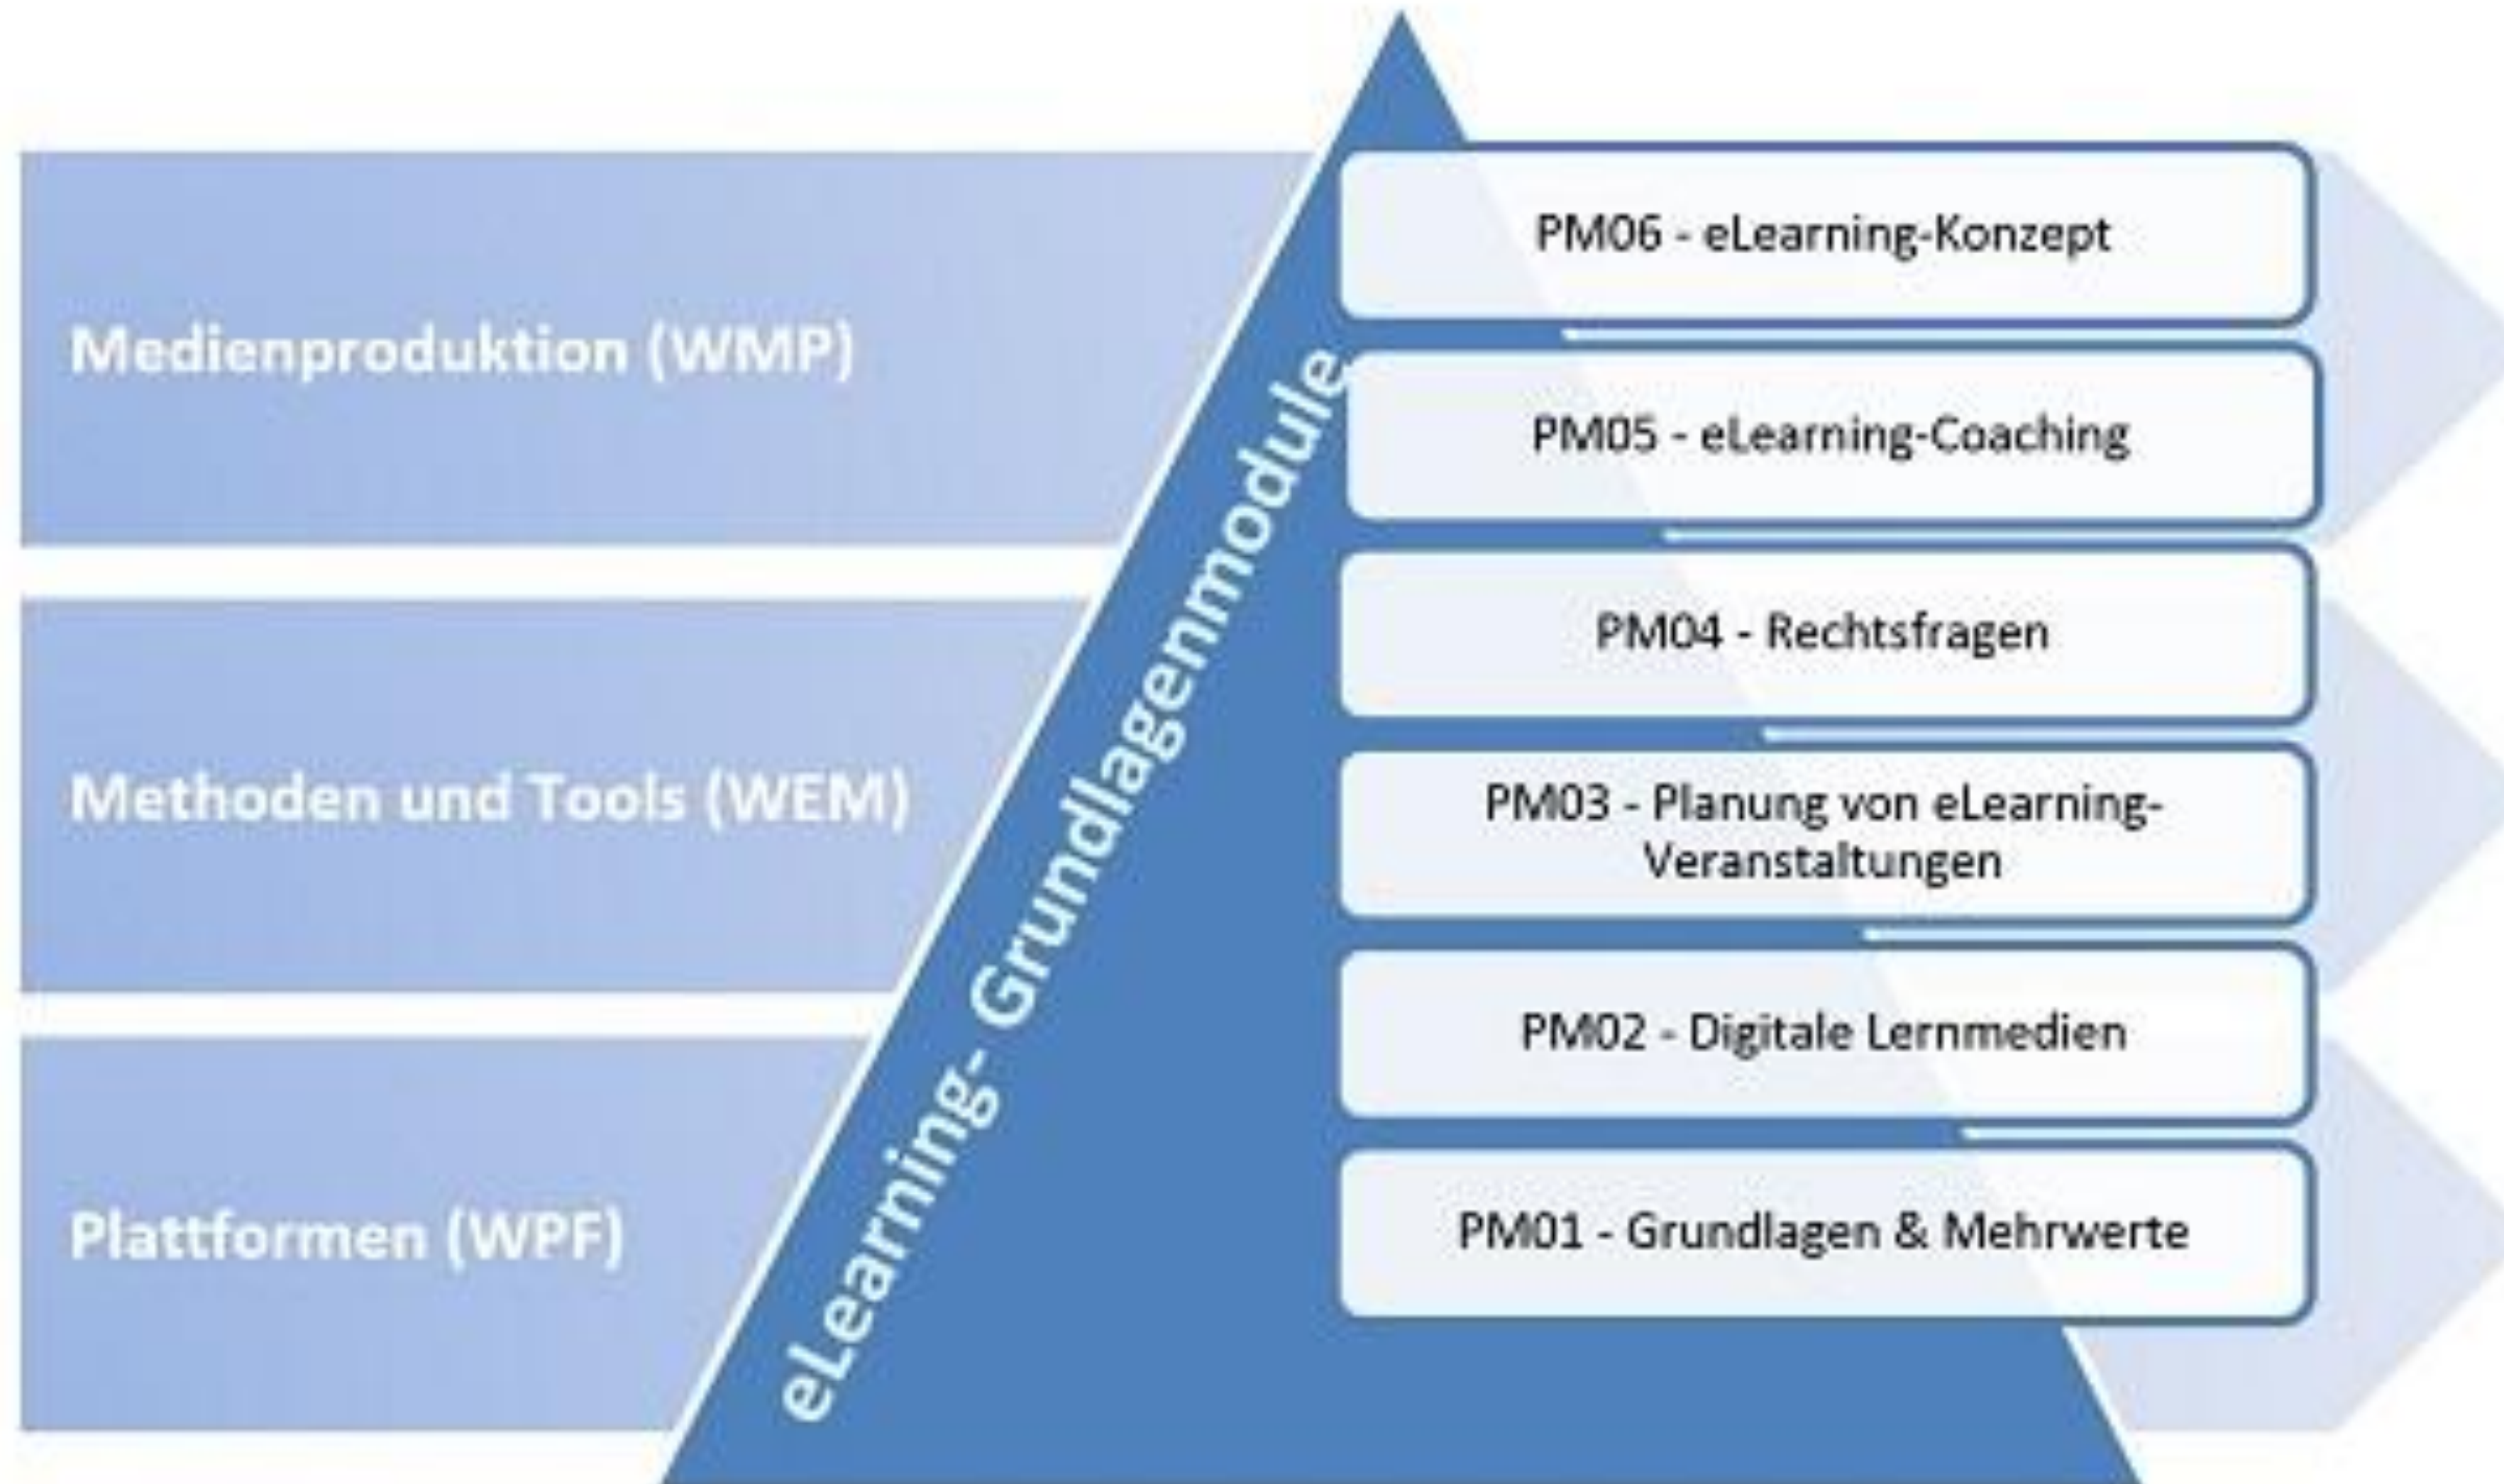 Medienproduktion (WMP)
Methoden und Tools (WEM)
Plattformen (WPF)
eLearning- Grundlagenmodule
PM06 - eLearning-Konzept
PM05 - eLearning-Coaching
PM04 - Rechtsfragen
PM03 - Planung von eLearning-
Veranstaltungen
PM02 - Digitale Lernmedien
PM01 - Grundlagen & Mehrwerte